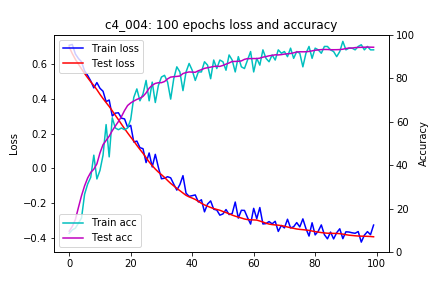 c4_004: 100 epochs loss and accuracy
Train loss
Test loss
Train acc
Test acc
Loss
Accuracy
0.6
0.4
0.2
0.0
−0.2
−0.4
100
80
60
40
20
0
0
20
40
60
80
100